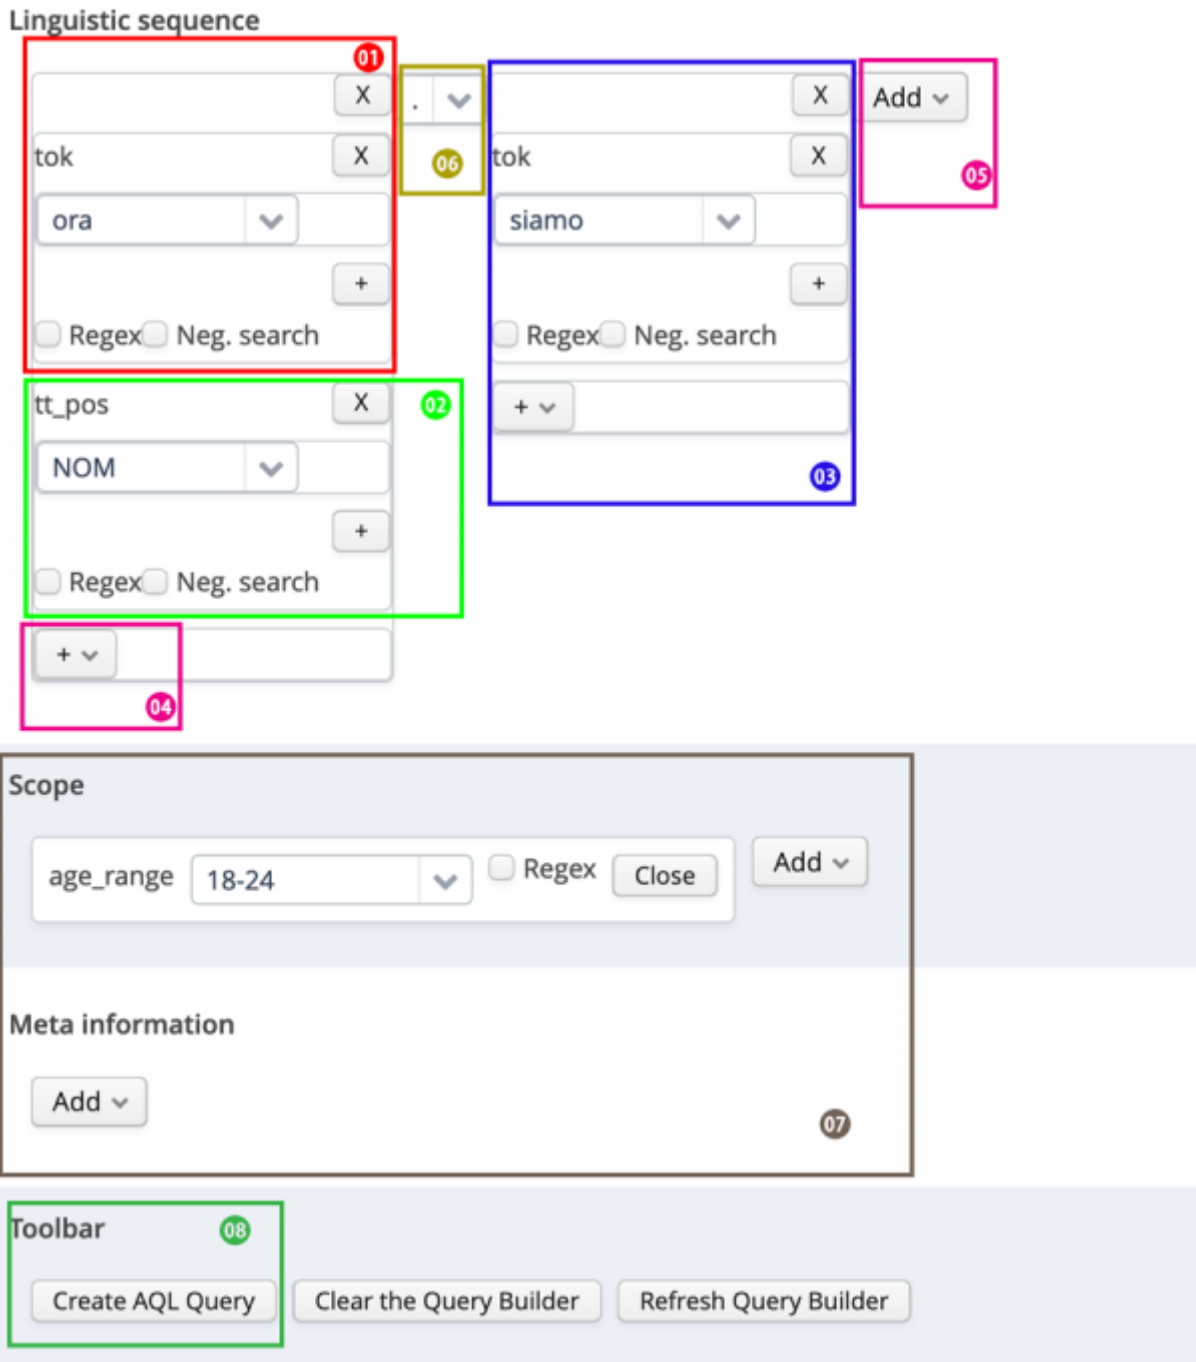 Linguistic sequence
01
X . X Add
tok X 06 tok X 05
ora siamo
+ +
Regex Neg. search Regex Neg. search
tt_pos X 02 +
NOM 03
+
Regex Neg. search
+
04
Scope
age_range 18-24 Regex Close Add
Meta information
Add
07
Toolbar 08
Create AQL Query Clear the Query Builder Refresh Query Builder